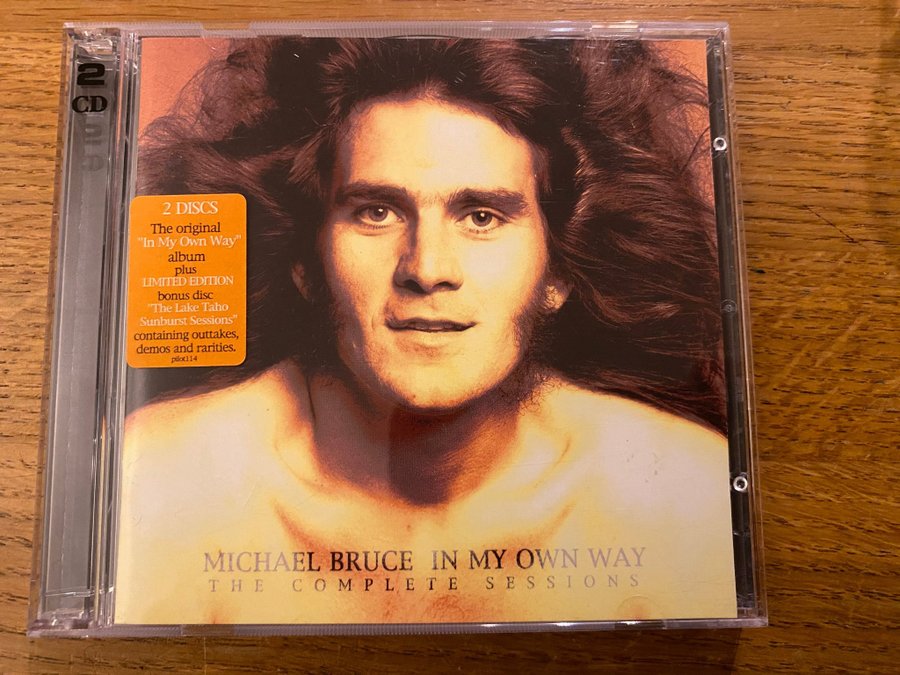 2
CD
2 DISCS
The original
"In My Own Way"
album
plus
LIMITED EDITION
bonus disc
"The Lake Taho
Sunburst Sessions"
containing outtakes,
demos and rarities.
pilot114
MICHAEL BRUCE IN MY OWN WAY
THE COMPLETE SESSIONS